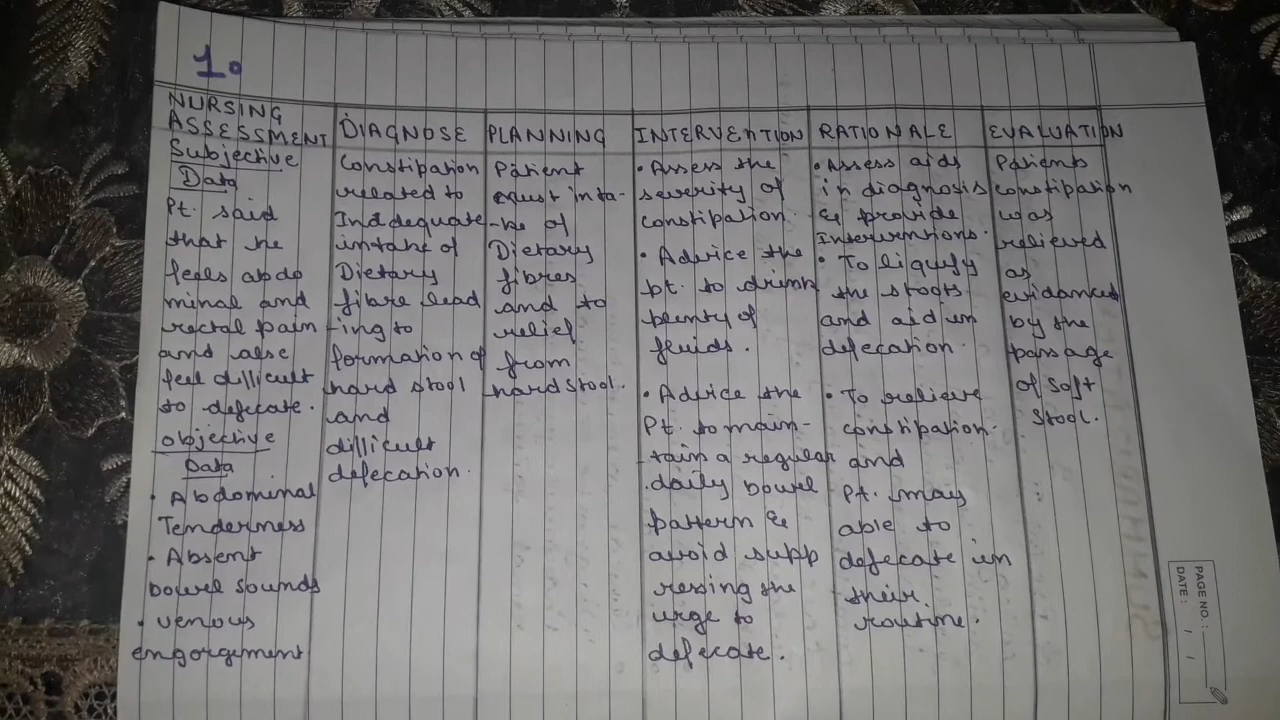 1.
NURSING
ASSESSMENT
Subjective
Data
Pt. said
that he
feels abdo
minal and
rectal pain
and alse
feel difficult
to defecate.
objective
Data
• Abdominal
Tenderness
• Absent
bowel sounds
• venous
engorgement
DIAGNOSE
Constipation
related to
Inadequate
intake of
Dietary
fibre lead
-ing to
formation of
hard stool
and
difficult
defecation.
PLANNING
Patient
must inta-
-ke of
Dietary
fibres
and to
relief
from
hard stool.
INTERVENTION
• Assess the
severity of
constipation.
• Advice the
pt. to drink
plenty of
fluids.
• Advice the
Pt. to main-
-tain a regular
daily bowel
pattern &
avoid supp
ressing the
urge to
defecate.
RATIONALE
• Assess aids
in diagnosis
& provide
Interventions.
• To liquify
the stools
and aid in
defecation.
• To relieve
constipation.
and
Pt. may
able to
defecate in
their
routine.
EVALUATION
Patients
constipation
was
relieved
as
evidanced
by the
passage
of soft
stool.
PAGE NO.:
DATE: / /